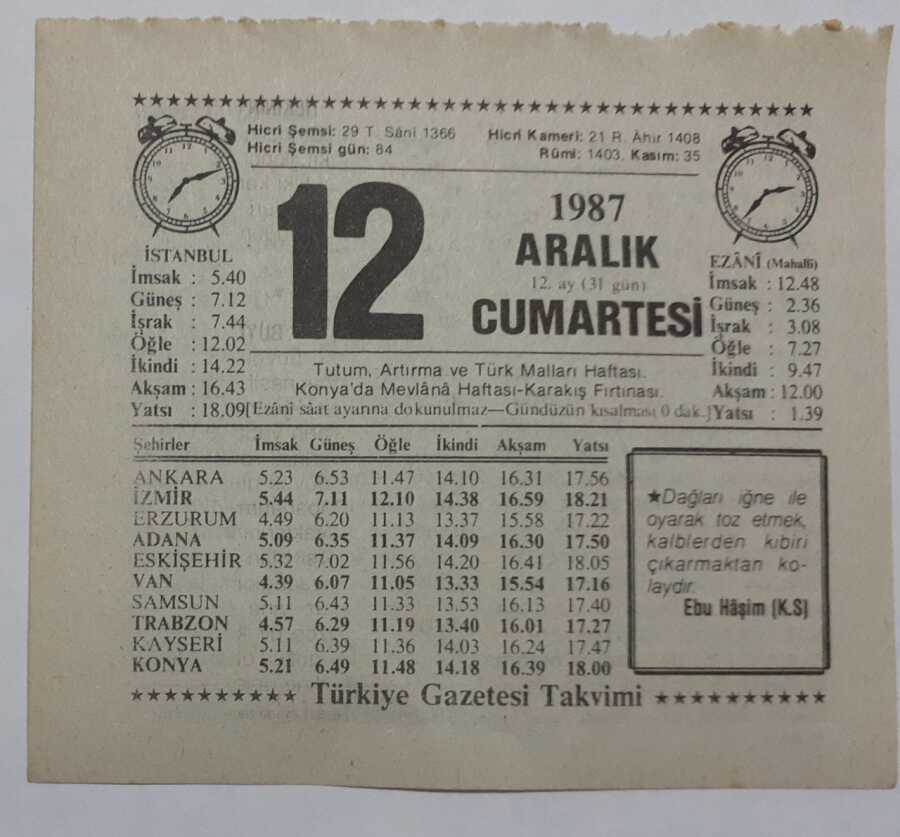 Hicri Şemsi: 29 T. Sâni 1366 Hicri Kameri: 21 R. Âhir 1408
Hicri Şemsi gün: 84 Rûmi: 1403. Kasım: 35
12
1987
ARALIK
12. ay (31 gün)
CUMARTESİ
İSTANBUL
İmsak : 5.40
Güneş : 7.12
İşrak : 7.44
Öğle : 12.02
İkindi : 14.22
Akşam : 16.43
Yatsı : 18.09
EZÂNÎ (Mahallî)
İmsak : 12.48
Güneş : 2.36
İşrak : 3.08
Öğle : 7.27
İkindi : 9.47
Akşam : 12.00
Yatsı : 1.39
Tutum, Artırma ve Türk Malları Haftası.
Konya'da Mevlânâ Haftası-Karakış Fırtınası.
[Ezânî sâat ayarına dokunulmaz—Gündüzün kısalması 0 dak.]
Şehirler İmsak Güneş Öğle İkindi Akşam Yatsı
ANKARA 5.23 6.53 11.47 14.10 16.31 17.56
İZMİR 5.44 7.11 12.10 14.38 16.59 18.21
ERZURUM 4.49 6.20 11.13 13.37 15.58 17.22
ADANA 5.09 6.35 11.37 14.09 16.30 17.50
ESKİŞEHİR 5.32 7.02 11.56 14.20 16.41 18.05
VAN 4.39 6.07 11.05 13.33 15.54 17.16
SAMSUN 5.11 6.43 11.33 13.53 16.13 17.40
TRABZON 4.57 6.29 11.19 13.40 16.01 17.27
KAYSERİ 5.11 6.39 11.36 14.03 16.24 17.47
KONYA 5.21 6.49 11.48 14.18 16.39 18.00
★Dağları iğne ile
oyarak toz etmek,
kalblerden kibiri
çıkarmaktan ko-
laydır.
Ebu Hâşim (K.S)
★★★★★★★★★★ Türkiye Gazetesi Takvimi ★★★★★★★★★★